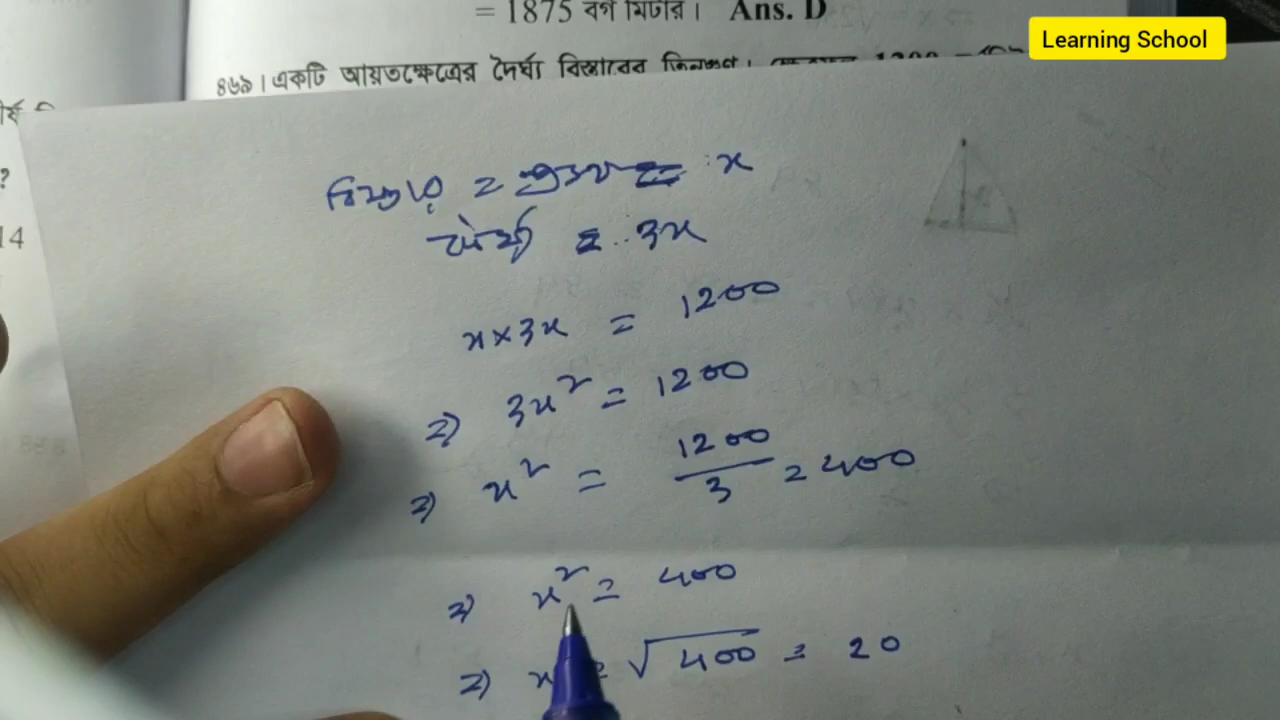 = 1875 বর্গ মিটার। Ans. D
Learning School
৪৬৯। একটি আয়তক্ষেত্রের দৈর্ঘ্য বিস্তারের তিনগুণ।
?
14
বিস্তার = x
দৈর্ঘ্য = 3x
x × 3x = 1200
⇒) 3x² = 1200
⇒) x² = 1200/3 = 400
⇒) x² = 400
⇒) x = √400 = 20